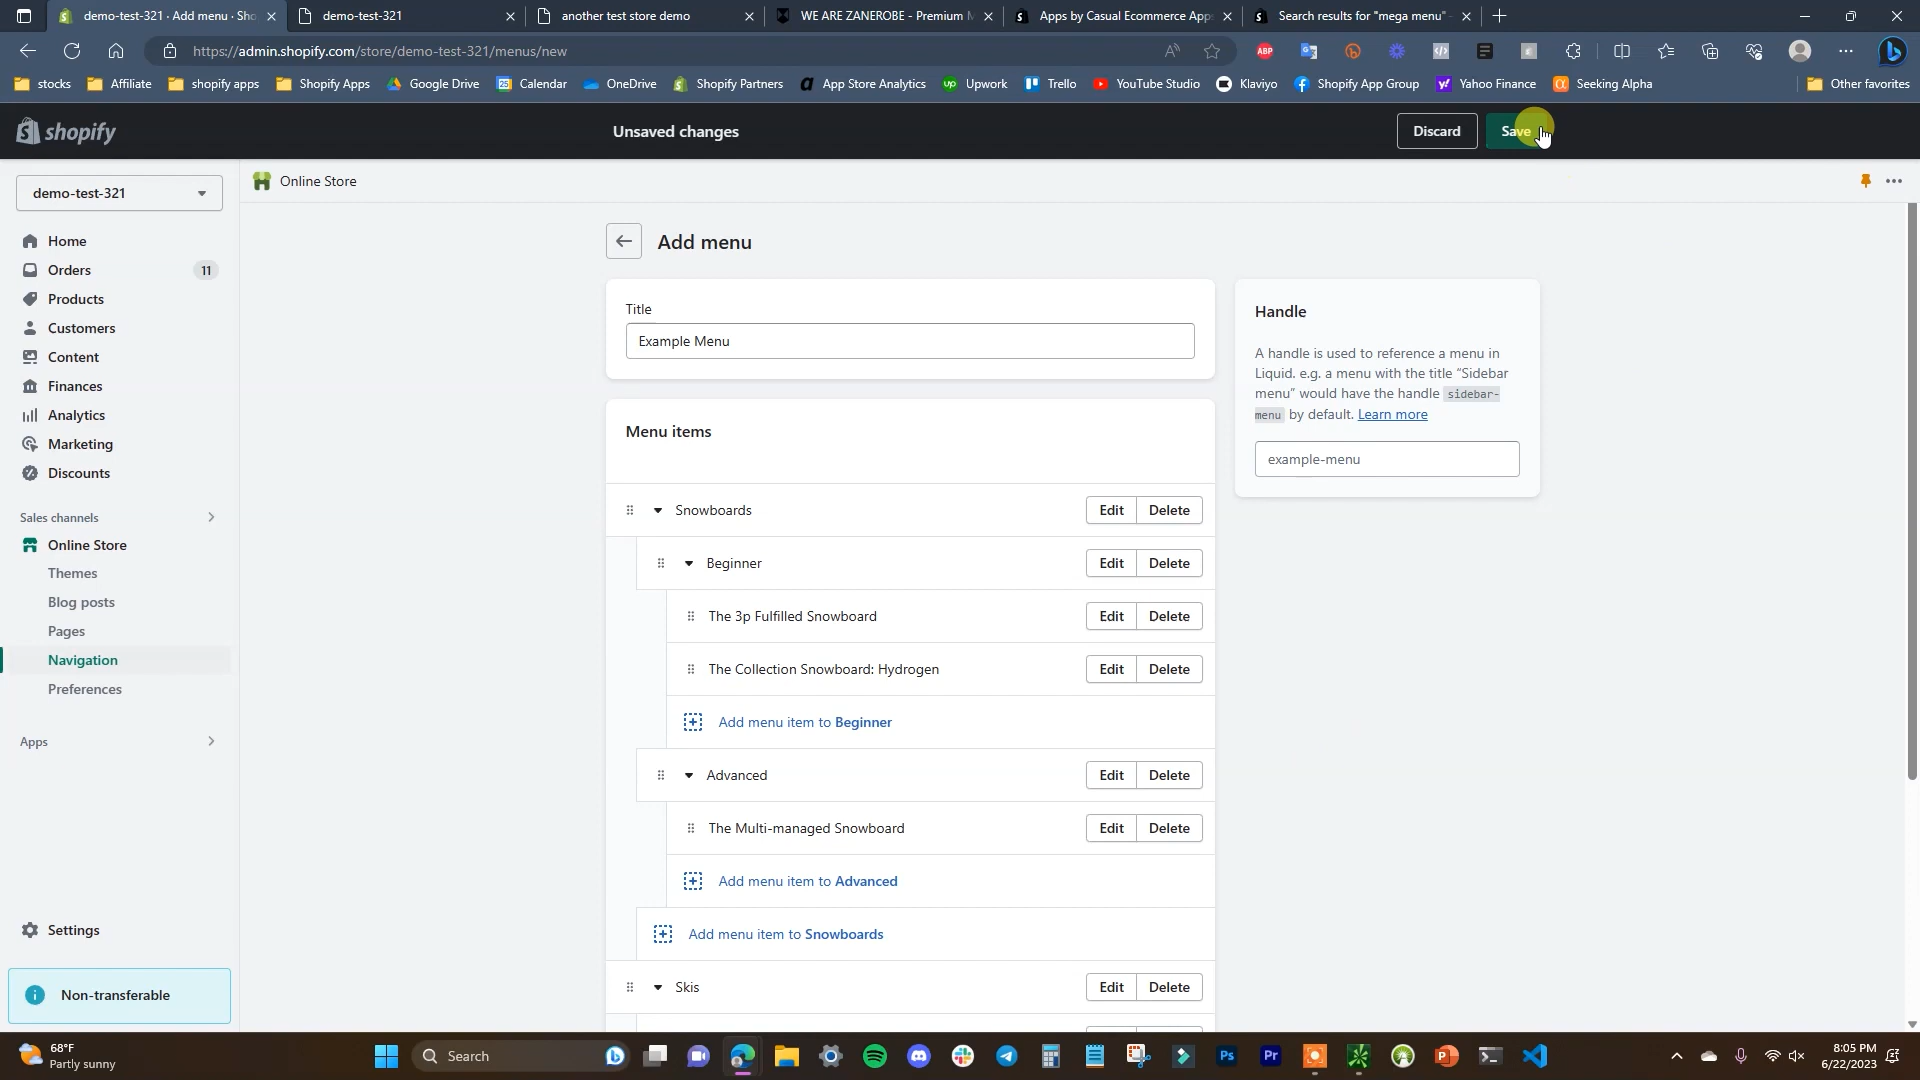 demo-test-321 · Add menu · Sho
demo-test-321
another test store demo
WE ARE ZANEROBE - Premium M
Apps by Casual Ecommerce App
Search results for "mega menu"
https://admin.shopify.com/store/demo-test-321/menus/new
ABP
stocks
Affiliate
shopify apps
Shopify Apps
Google Drive
Calendar
OneDrive
Shopify Partners
App Store Analytics
Upwork
Trello
YouTube Studio
Klaviyo
Shopify App Group
Yahoo Finance
Seeking Alpha
Other favorites
shopify
Unsaved changes
Discard
Save
demo-test-321
Online Store
Home
Orders 11
Products
Customers
Content
Finances
Analytics
Marketing
Discounts
Sales channels
Online Store
Themes
Blog posts
Pages
Navigation
Preferences
Apps
Settings
Non-transferable
Add menu
Title
Example Menu
Menu items
Snowboards Edit Delete
Beginner Edit Delete
The 3p Fulfilled Snowboard Edit Delete
The Collection Snowboard: Hydrogen Edit Delete
Add menu item to Beginner
Advanced Edit Delete
The Multi-managed Snowboard Edit Delete
Add menu item to Advanced
Add menu item to Snowboards
Skis Edit Delete
Handle
A handle is used to reference a menu in
Liquid. e.g. a menu with the title “Sidebar
menu” would have the handle sidebar-
menu by default. Learn more
example-menu
68°F
Partly sunny
Search
Ps
Pr
8:05 PM
6/22/2023